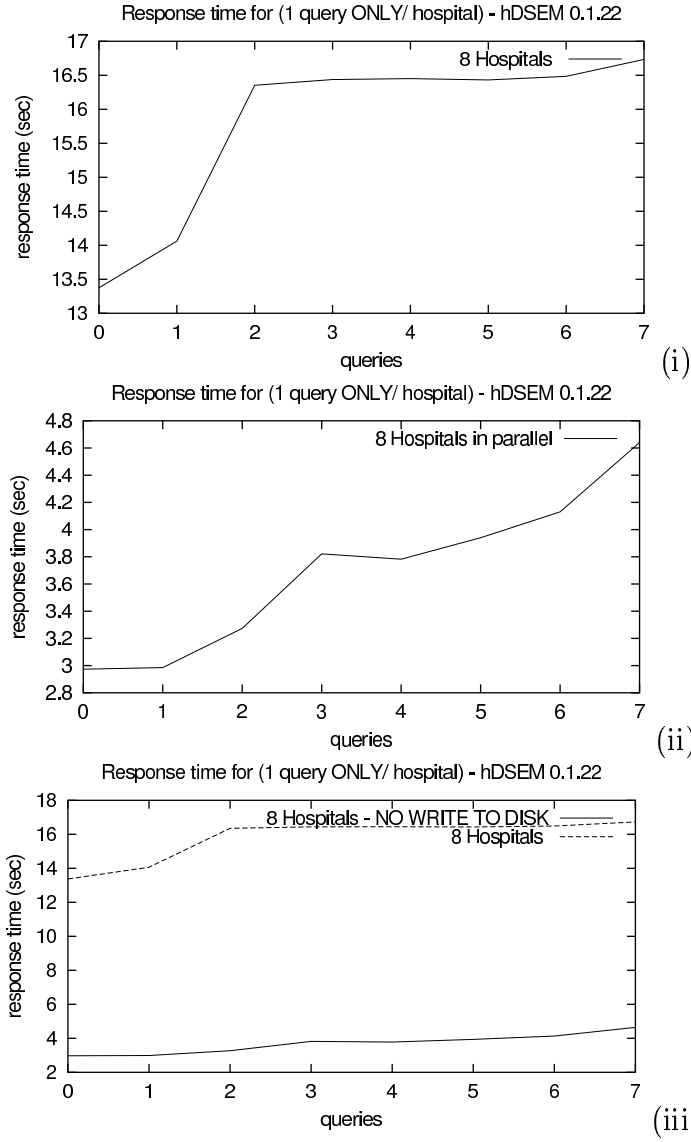 Response time for (1 query ONLY/ hospital) - hDSEM 0.1.22
17
16.5
16
15.5
15
14.5
14
13.5
13
response time (sec)
8 Hospitals
0 1 2 3 4 5 6 7
queries
(i)
Response time for (1 query ONLY/ hospital) - hDSEM 0.1.22
4.8
4.6
4.4
4.2
4
3.8
3.6
3.4
3.2
3
2.8
response time (sec)
8 Hospitals in parallel
0 1 2 3 4 5 6 7
queries
(ii)
Response time for (1 query ONLY/ hospital) - hDSEM 0.1.22
18
16
14
12
10
8
6
4
2
response time (sec)
8 Hospitals - NO WRITE TO DISK
8 Hospitals
0 1 2 3 4 5 6 7
queries
(iii